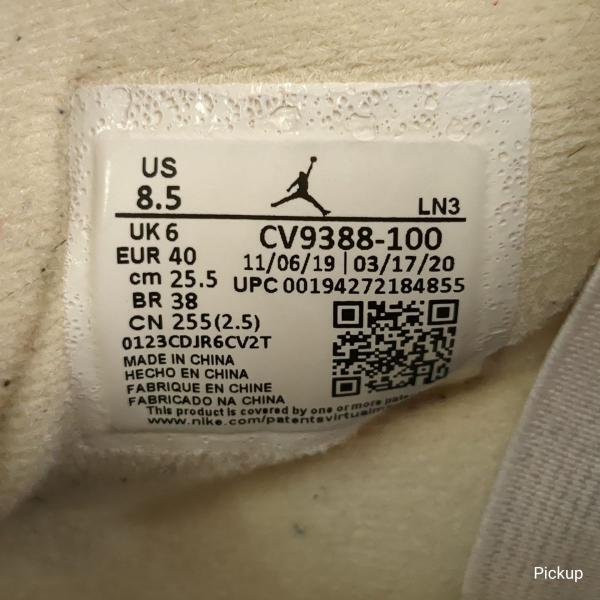 US
8.5
LN3
UK 6
CV9388-100
EUR 40
11/06/19 | 03/17/20
cm 25.5
UPC 00194272184855
BR 38
CN 255(2.5)
0123CDJR6CV2T
MADE IN CHINA
HECHO EN CHINA
FABRIQUE EN CHINE
FABRICADO NA CHINA
This product is covered by one or more patents
www.nike.com/patentsvirtual
Pickup